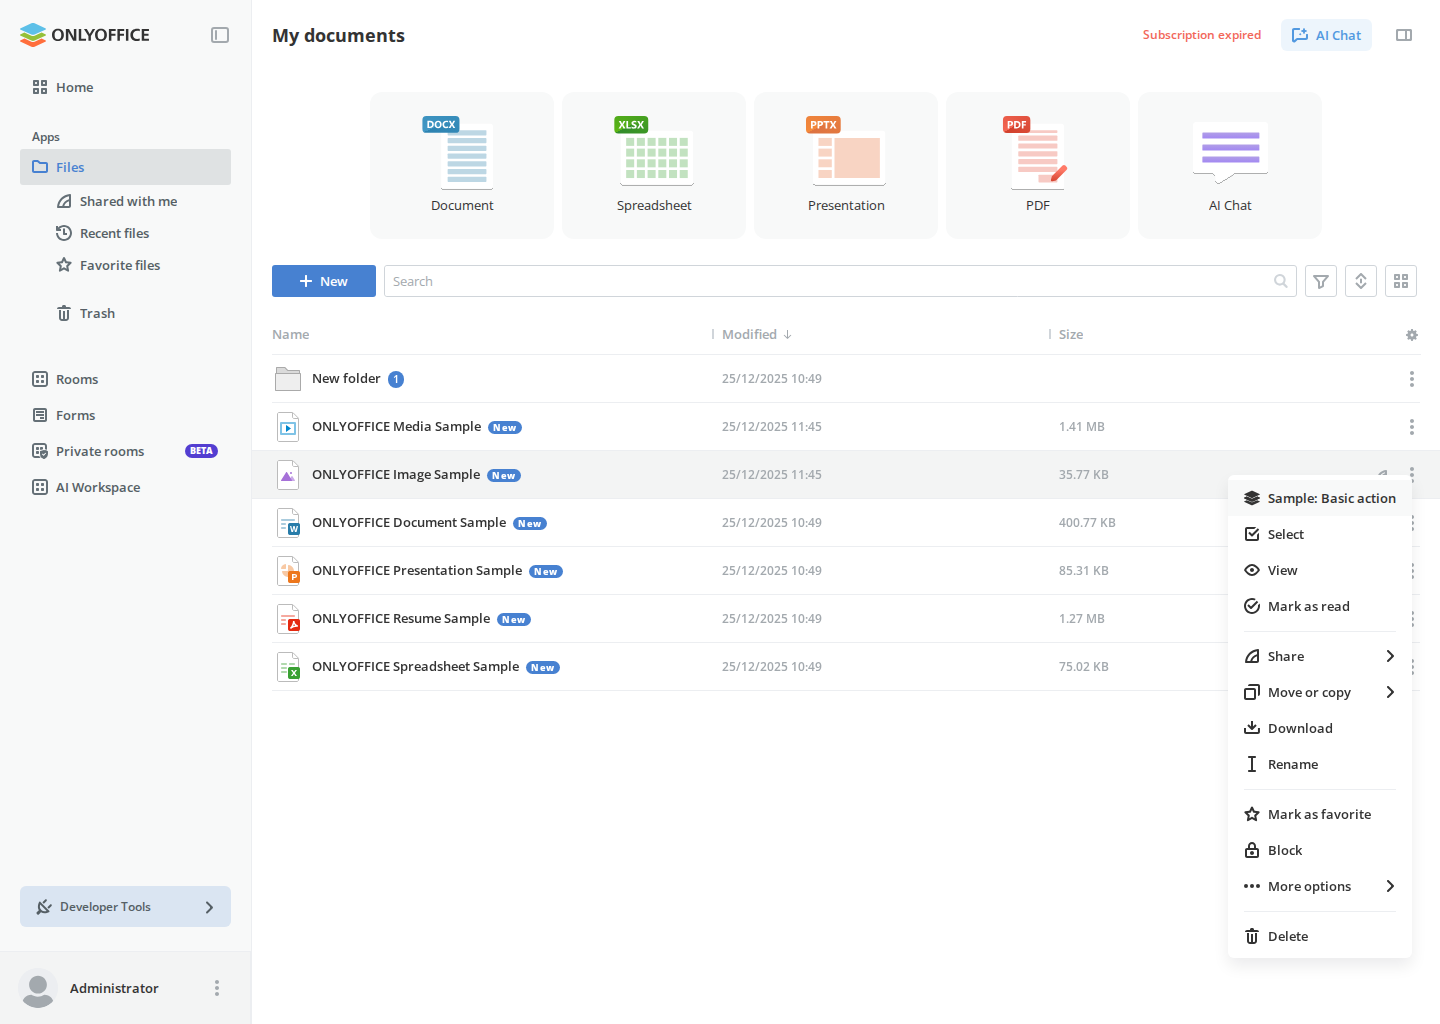 ONLYOFFICE
My documents
Subscription expired
AI Chat
Home
Apps
Files
Shared with me
Recent files
Favorite files
Trash
Rooms
Forms
Private rooms BETA
AI Workspace
Developer Tools
Administrator
DOCX
Document
XLSX
Spreadsheet
PPTX
Presentation
PDF
PDF
AI Chat
New
Search
Name Modified Size
New folder 1 25/12/2025 10:49
ONLYOFFICE Media Sample New 25/12/2025 11:45 1.41 MB
ONLYOFFICE Image Sample New 25/12/2025 11:45 35.77 KB
W
ONLYOFFICE Document Sample New 25/12/2025 10:49 400.77 KB
P
ONLYOFFICE Presentation Sample New 25/12/2025 10:49 85.31 KB
ONLYOFFICE Resume Sample New 25/12/2025 10:49 1.27 MB
X
ONLYOFFICE Spreadsheet Sample New 25/12/2025 10:49 75.02 KB
Sample: Basic action
Select
View
Mark as read
Share
Move or copy
Download
Rename
Mark as favorite
Block
More options
Delete